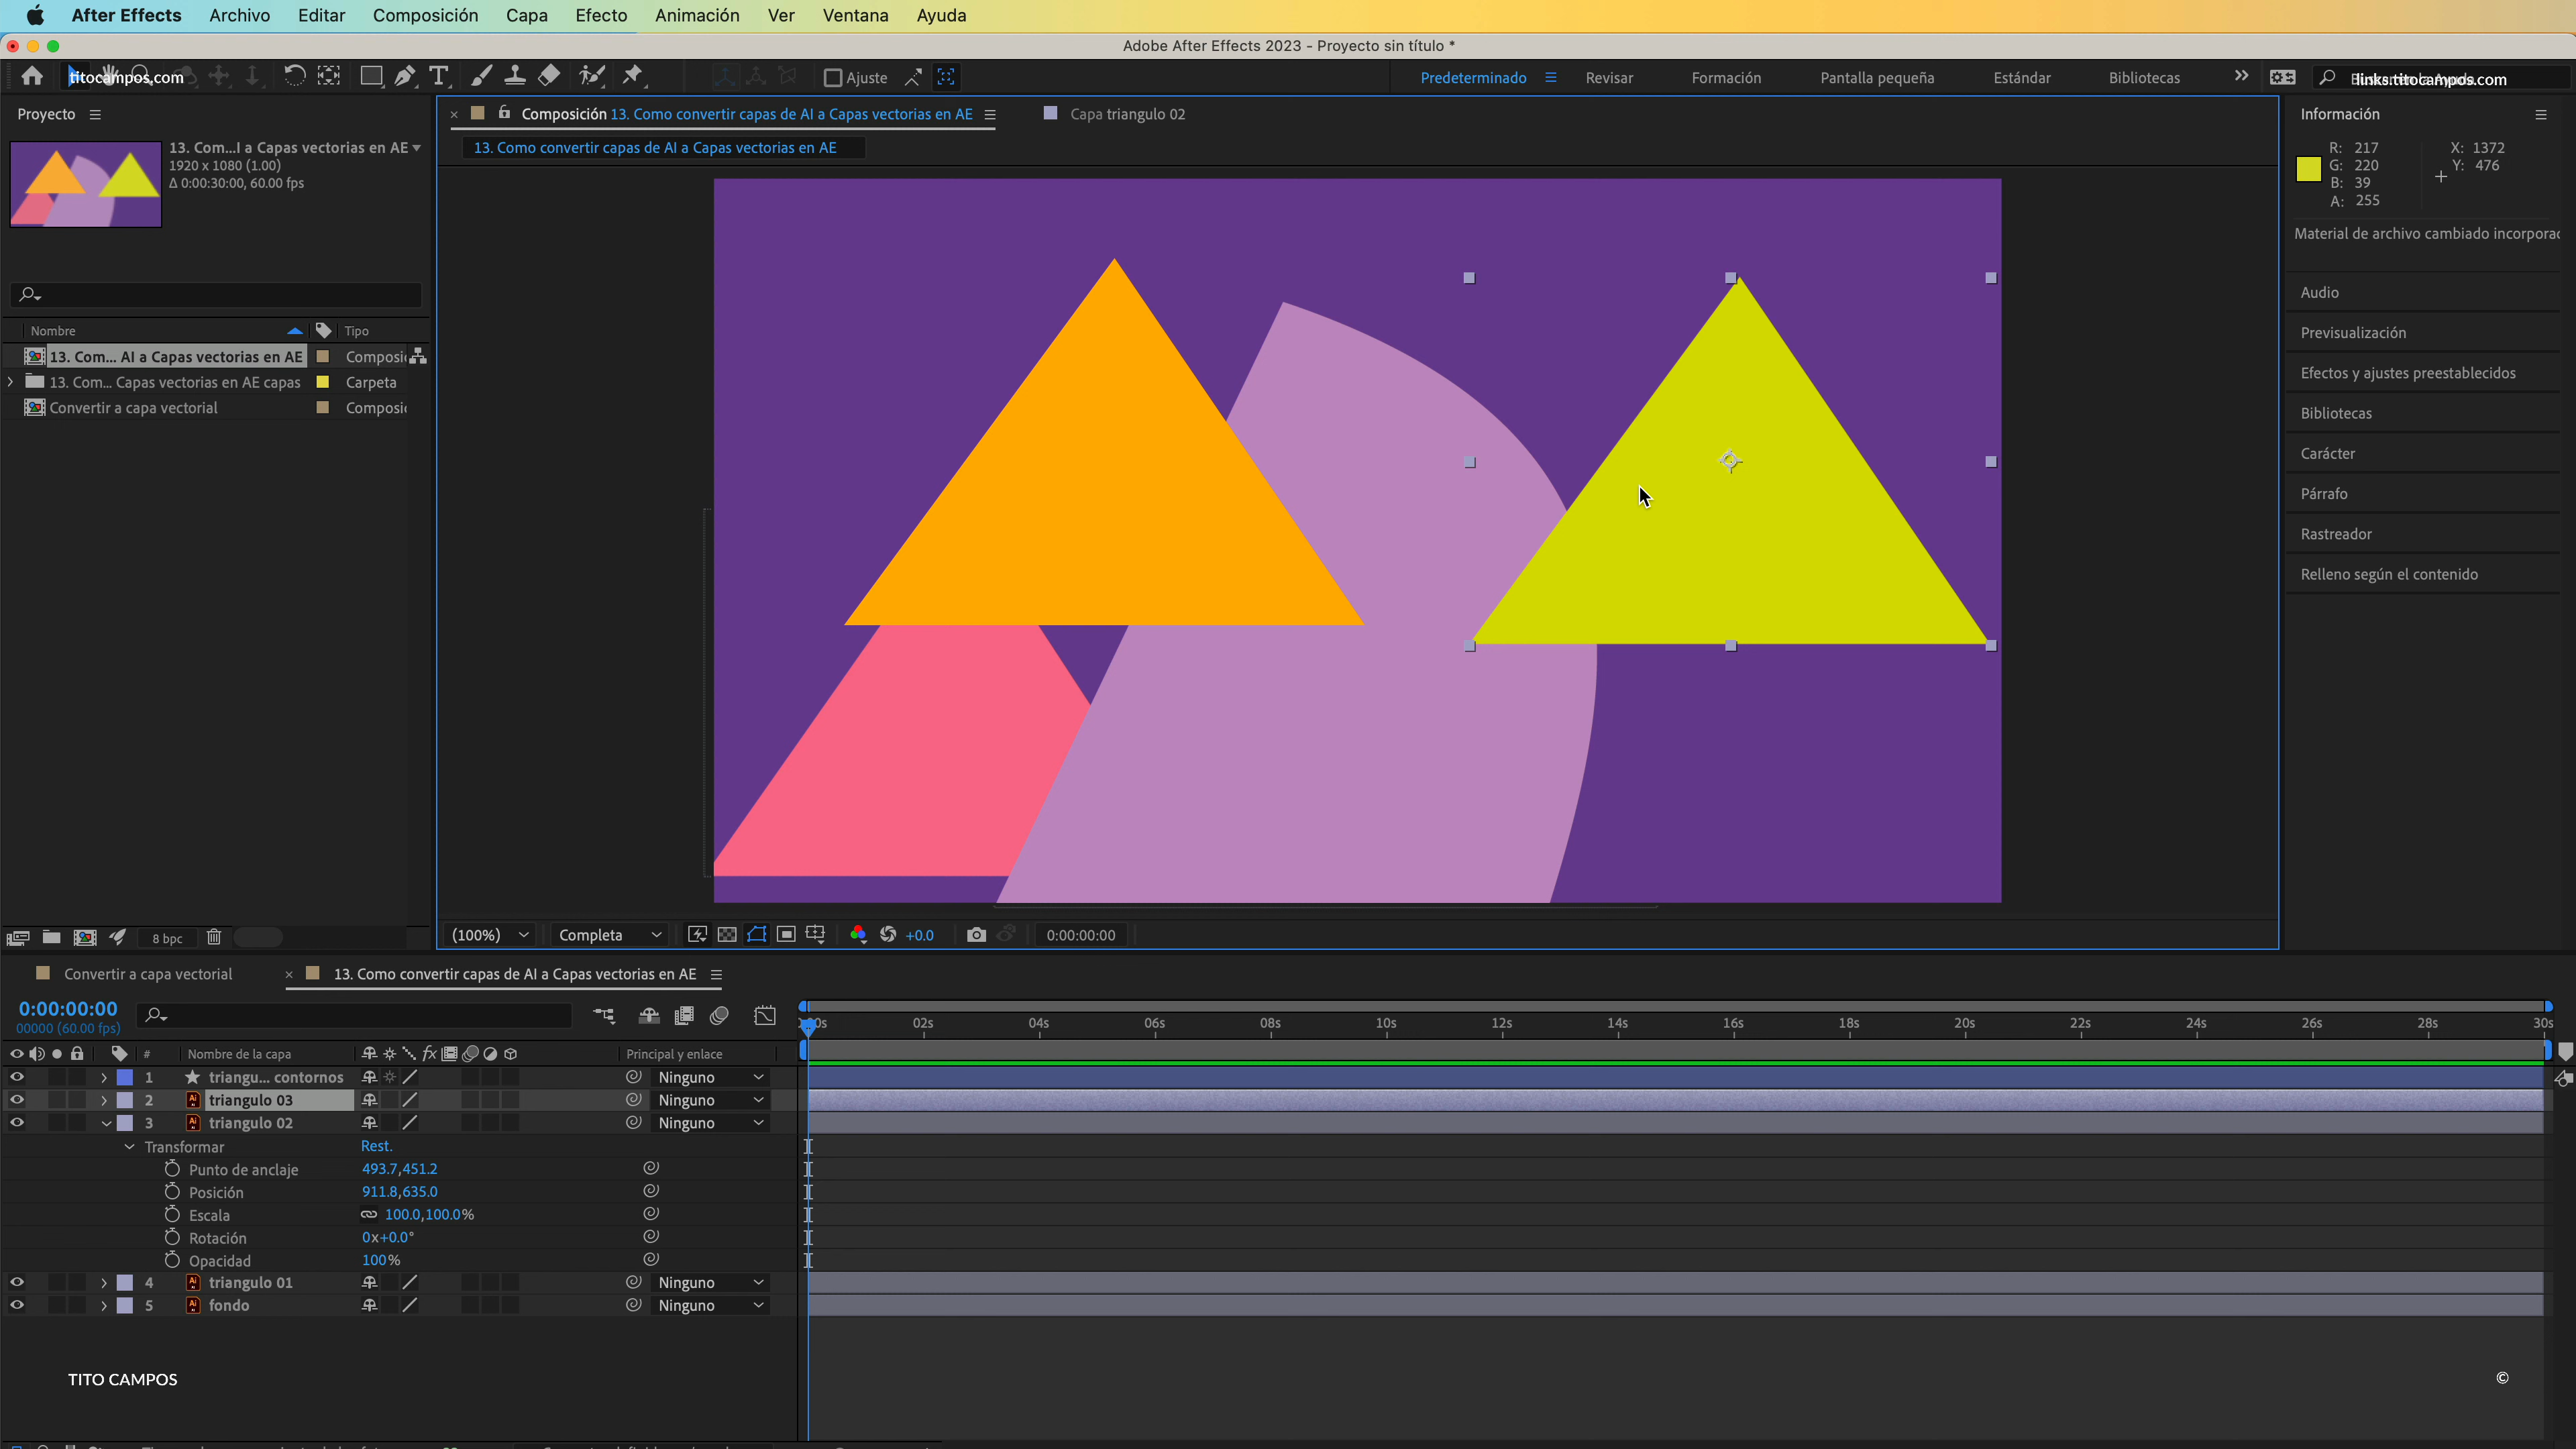 After Effects Archivo Editar Composición Capa Efecto Animación Ver Ventana Ayuda
Adobe After Effects 2023 - Proyecto sin título *
titocampos.com
Ajuste
Predeterminado Revisar Formación Pantalla pequeña Estándar Bibliotecas
links.titocampos.com
Proyecto
13. Com...I a Capas vectorias en AE
1920 x 1080 (1.00)
Δ 0:00:30:00, 60.00 fps
Nombre Tipo
13. Com... AI a Capas vectorias en AE Composi
13. Com... Capas vectorias en AE capas Carpeta
Convertir a capa vectorial Composi
8 bpc
Composición 13. Como convertir capas de AI a Capas vectorias en AE
Capa triangulo 02
13. Como convertir capas de AI a Capas vectorias en AE
(100%) Completa +0.0 0:00:00:00
Información
R: 217 X: 1372
G: 220 Y: 476
B: 39
A: 255
Material de archivo cambiado incorporac
Audio
Previsualización
Efectos y ajustes preestablecidos
Bibliotecas
Carácter
Párrafo
Rastreador
Relleno según el contenido
Convertir a capa vectorial
13. Como convertir capas de AI a Capas vectorias en AE
0:00:00:00
00000 (60.00 fps)
02s 04s 06s 08s 10s 12s 14s 16s 18s 20s 22s 24s 26s 28s 30s
# Nombre de la capa fx Principal y enlace
1 triangu... contornos Ninguno
2 Ai triangulo 03 Ninguno
3 Ai triangulo 02 Ninguno
Transformar Rest.
Punto de anclaje 493.7,451.2
Posición 911.8,635.0
Escala 100.0,100.0%
Rotación 0x+0.0°
Opacidad 100%
4 Ai triangulo 01 Ninguno
5 Ai fondo Ninguno
TITO CAMPOS
©